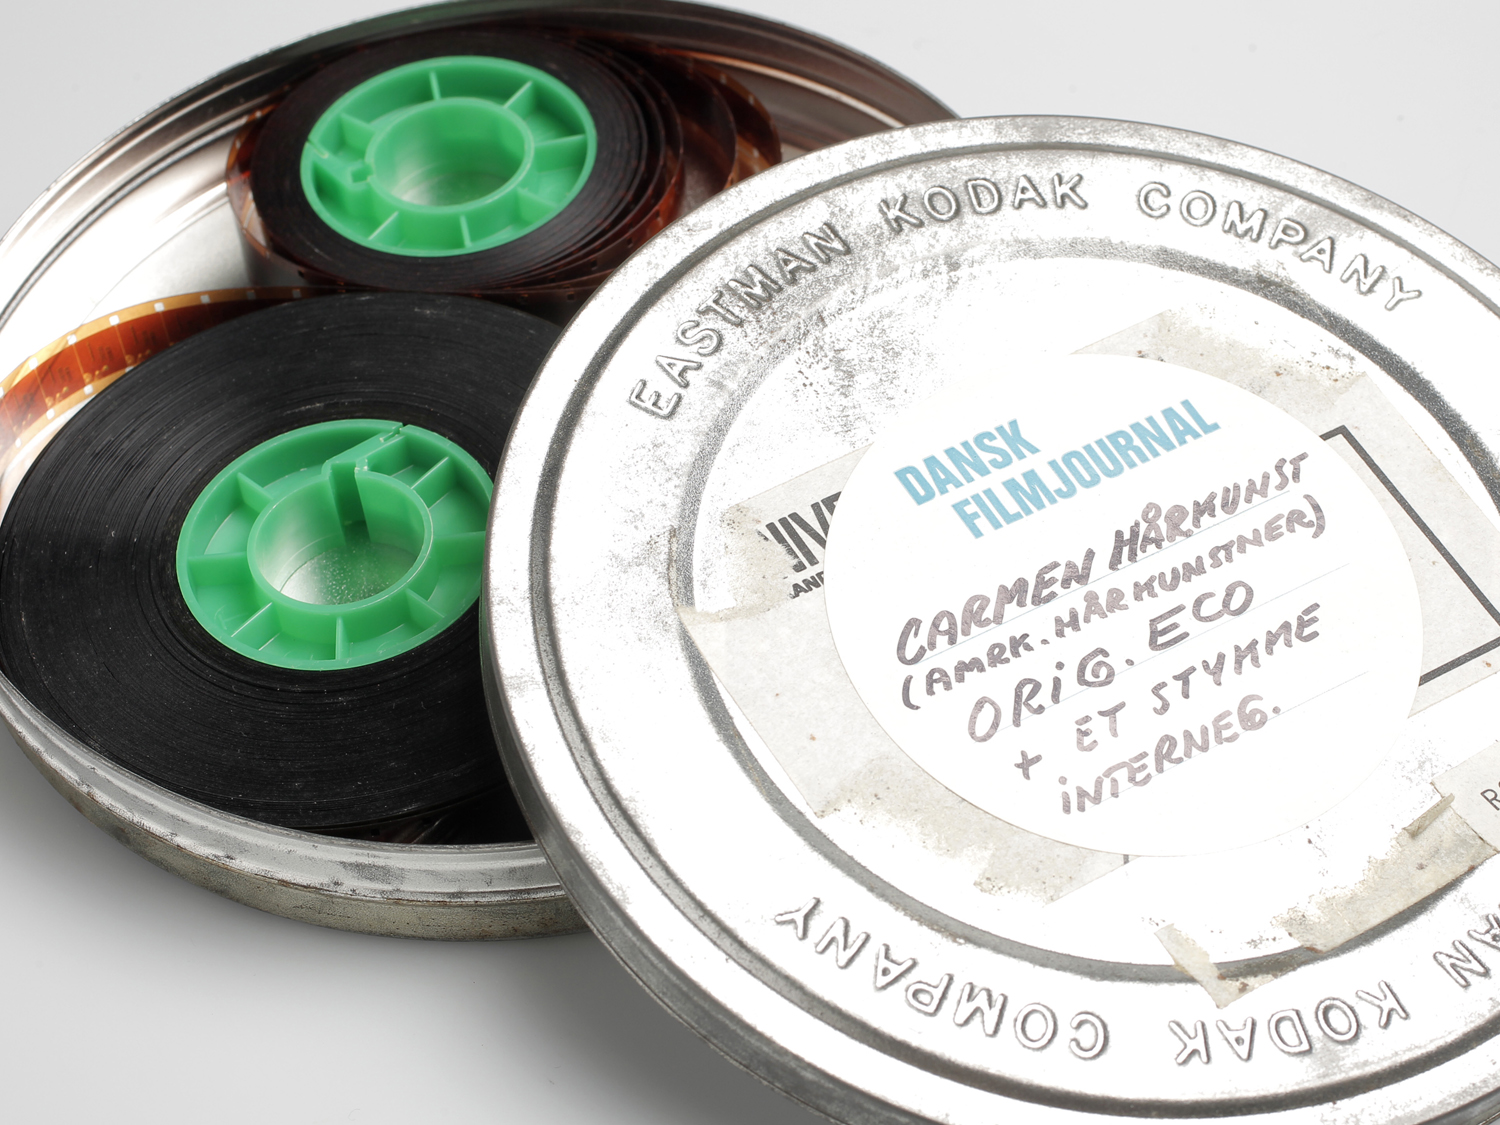 EASTMAN KODAK COMPANY
DANSK
FILMJOURNAL
CARMEN HÅRKUNST
(AMRK. HÅRKUNSTNER)
ORIG. ECO
+ ET STYKKE
INTERNEG.
KODAK COMPANY